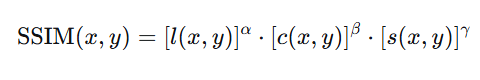 SSIM(x, y) = [l(x, y)]^α · [c(x, y)]^β · [s(x, y)]^γ